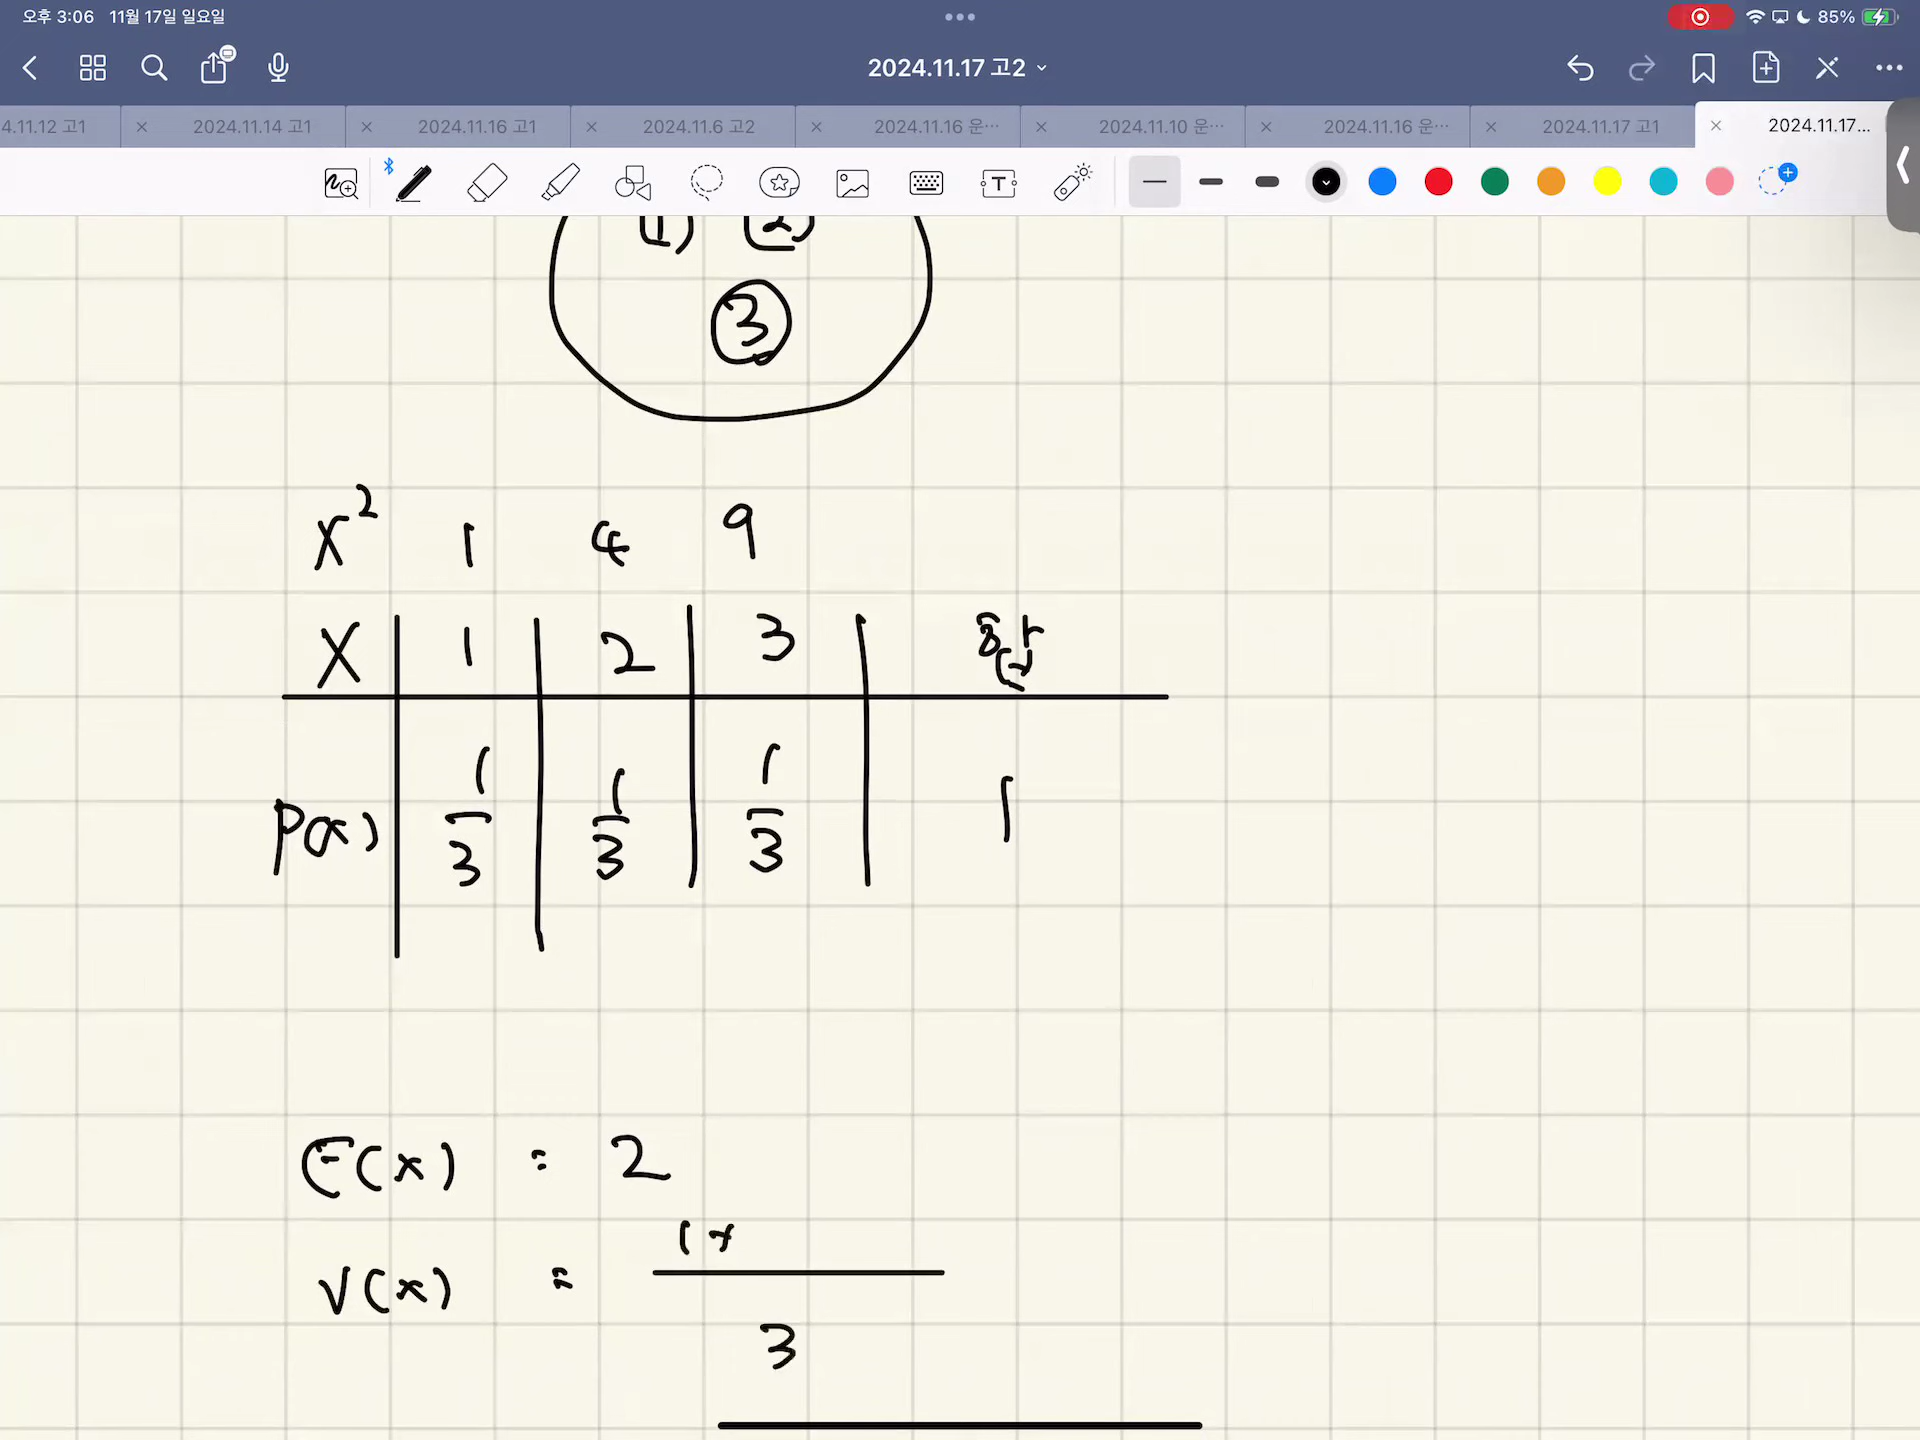 오후 3:06 11월 17일 일요일
85%
2024.11.17 고2
4.11.12 고1
2024.11.14 고1
2024.11.16 고1
2024.11.6 고2
2024.11.16 운…
2024.11.10 운…
2024.11.16 운…
2024.11.17 고1
2024.11.17...
T
① ②
③
X² 1 4 9
X 1 2 3 합
P(x) 1/3 1/3 1/3 1
E(x) = 2
V(x) = (1+)/3